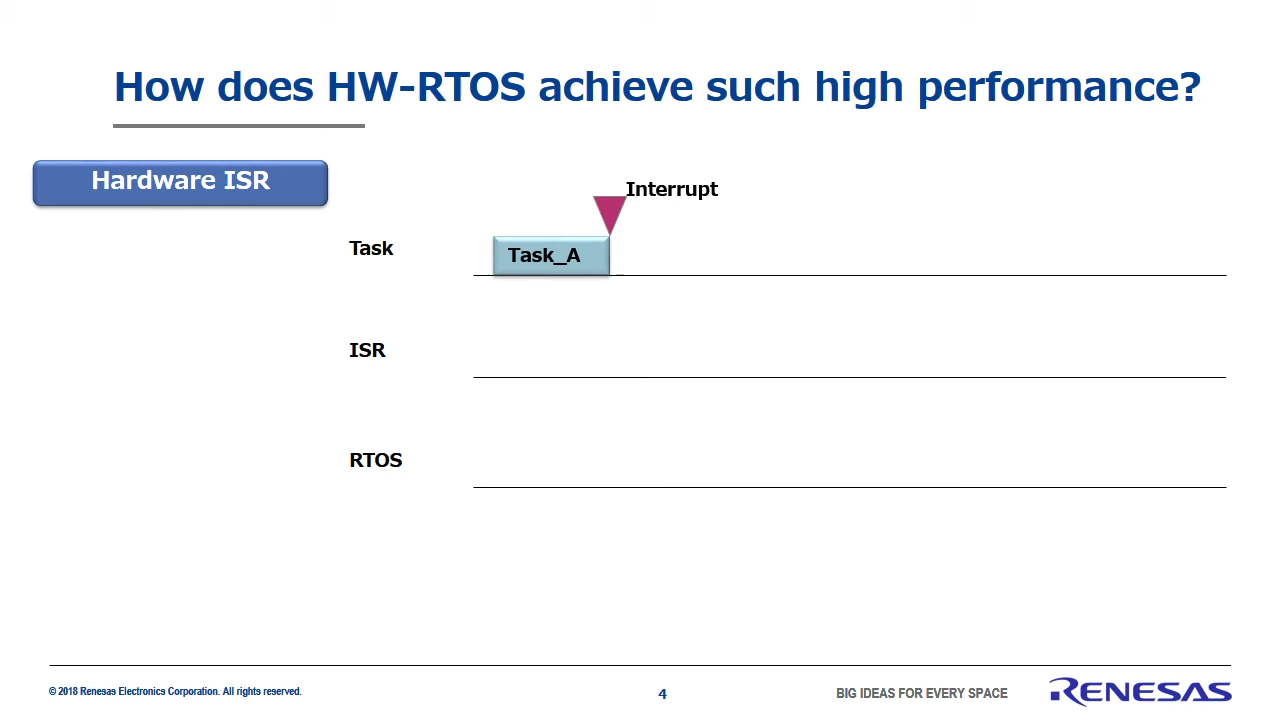 How does HW-RTOS achieve such high performance?
Hardware ISR
Interrupt
Task
Task_A
ISR
RTOS
© 2018 Renesas Electronics Corporation. All rights reserved.
4
BIG IDEAS FOR EVERY SPACE
RENESAS